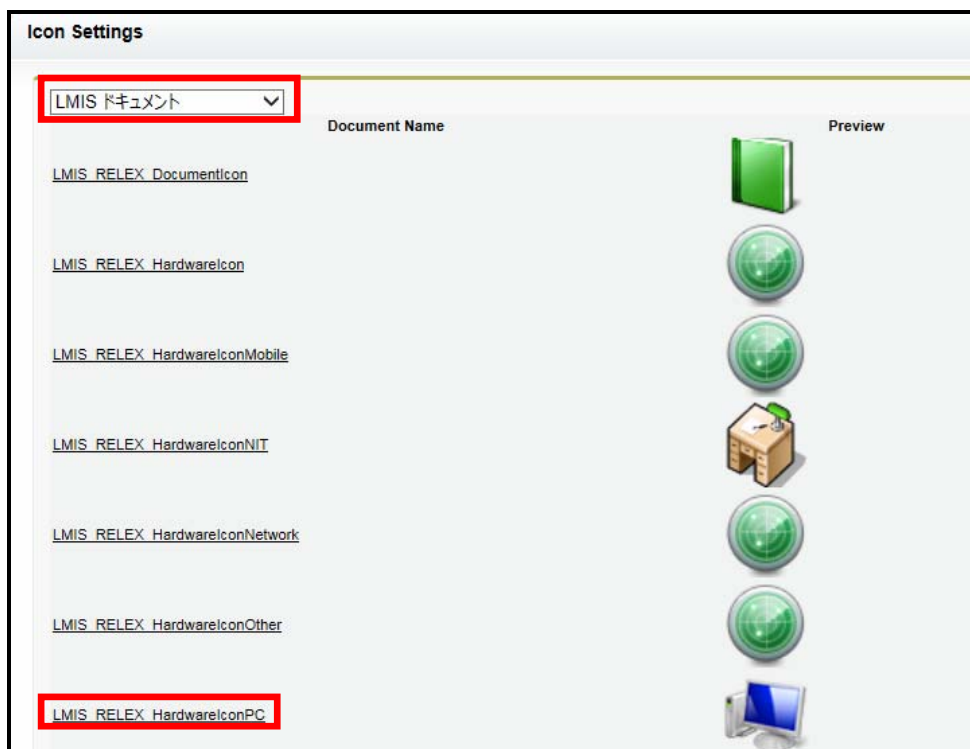 Icon Settings
LMIS ドキュメント
Document Name Preview
LMIS_RELEX_DocumentIcon
LMIS_RELEX_HardwareIcon
LMIS_RELEX_HardwareIconMobile
LMIS_RELEX_HardwareIconNIT
LMIS_RELEX_HardwareIconNetwork
LMIS_RELEX_HardwareIconOther
LMIS_RELEX_HardwareIconPC